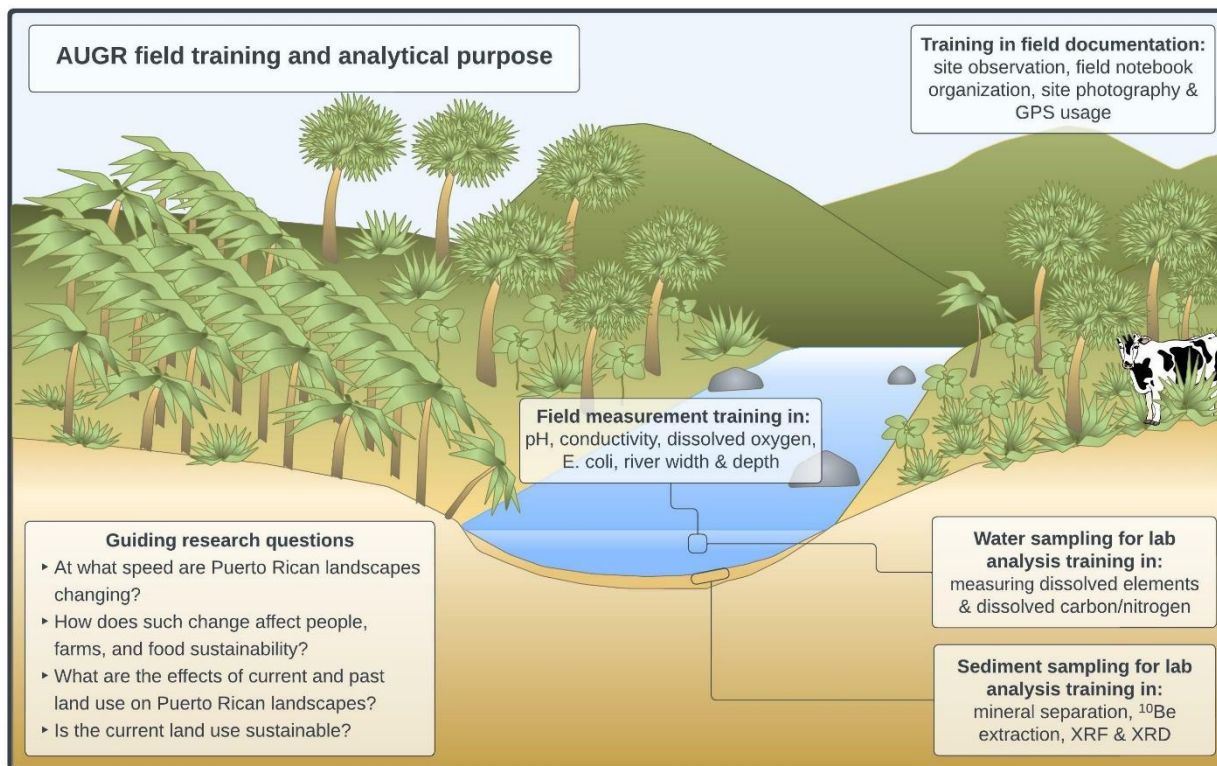 AUGR field training and analytical purpose
Training in field documentation:
site observation, field notebook
organization, site photography &
GPS usage
Field measurement training in:
pH, conductivity, dissolved oxygen,
E. coli, river width & depth
Guiding research questions
‣ At what speed are Puerto Rican landscapes
changing?
‣ How does such change affect people,
farms, and food sustainability?
‣ What are the effects of current and past
land use on Puerto Rican landscapes?
‣ Is the current land use sustainable?
Water sampling for lab
analysis training in:
measuring dissolved elements
& dissolved carbon/nitrogen
Sediment sampling for lab
analysis training in:
mineral separation, ¹⁰Be
extraction, XRF & XRD